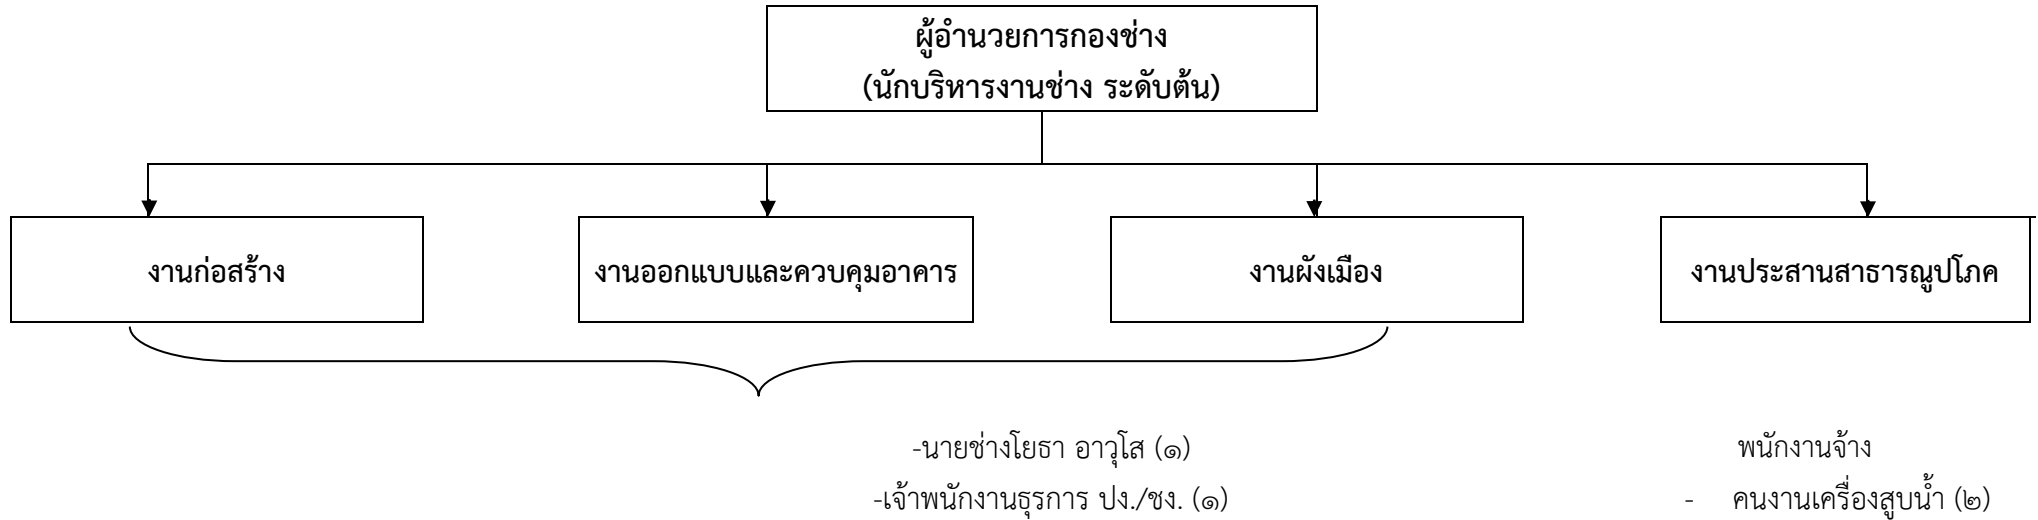 ผู้อำนวยการกองช่าง
(นักบริหารงานช่าง ระดับต้น)
งานก่อสร้าง
งานออกแบบและควบคุมอาคาร
งานผังเมือง
งานประสานสาธารณูปโภค
-นายช่างโยธา อาวุโส (๑)
-เจ้าพนักงานธุรการ ปง./ชง. (๑)
พนักงานจ้าง
- คนงานเครื่องสูบน้ำ (๒)